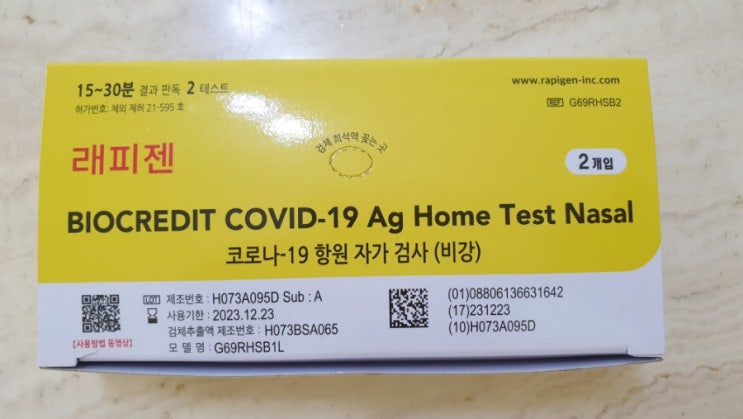 15~30분 결과 판독 2 테스트
허가번호: 체외 제허 21-595 호
www.rapigen-inc.com
REF G69RHSB2
래피젠
검체 희석액 꽂는 곳
2개입
BIOCREDIT COVID-19 Ag Home Test Nasal
코로나-19 항원 자가 검사 (비강)
[사용방법 동영상]
LOT 제조번호 : H073A095D Sub : A
사용기한 : 2023.12.23
검체추출액 제조번호 : H073BSA065
모 델 명 : G69RHSB1L
(01)08806136631642
(17)231223
(10)H073A095D